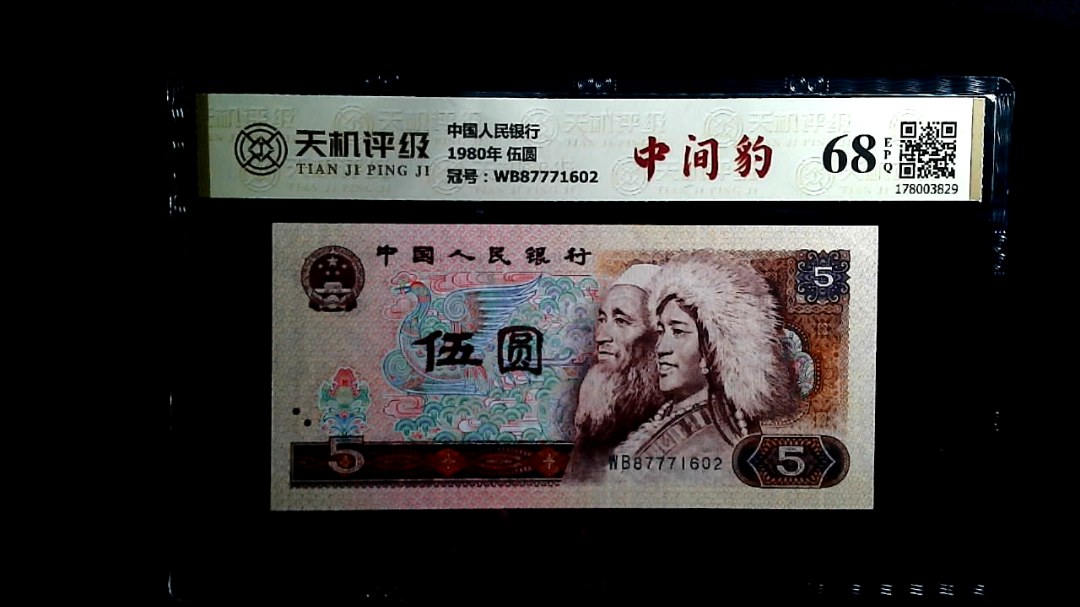 天机评级
TIAN JI PING JI
中国人民银行
1980年 伍圆
冠号：WB87771602
中间豹
68
EPQ
178003829
中国人民银行
5
伍圆
5
WB87771602
5